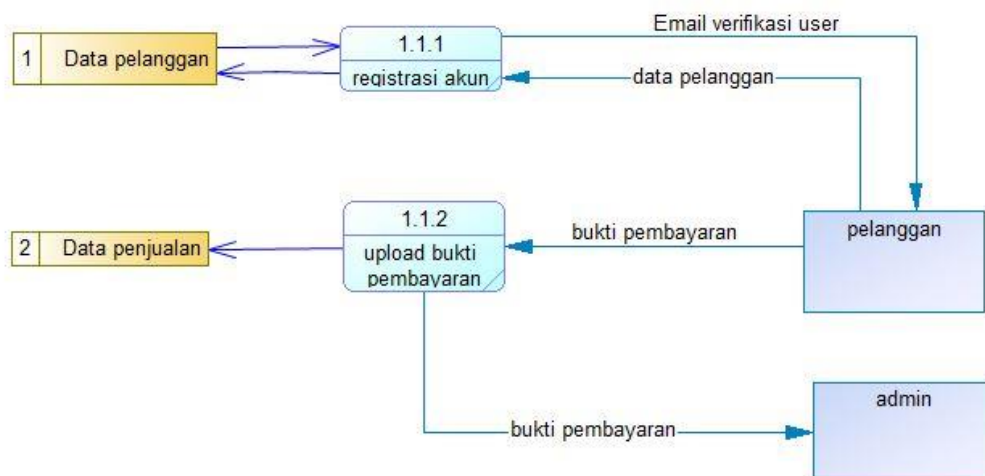 Email verifikasi user
1.1.1
1 Data pelanggan
registrasi akun
data pelanggan
1.1.2
pelanggan
bukti pembayaran
2 Data penjualan
upload bukti
pembayaran
admin
bukti pembayaran